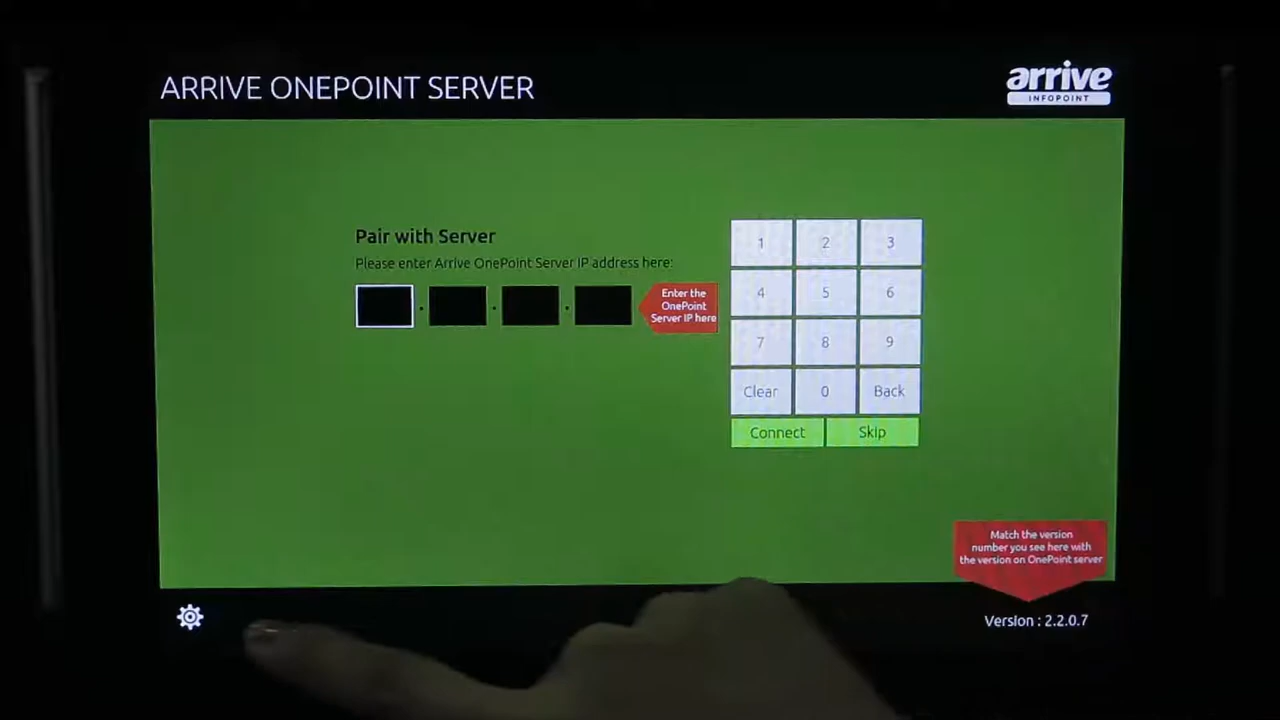 ARRIVE ONEPOINT SERVER
arrive
INFOPOINT
Pair with Server
Please enter Arrive OnePoint Server IP address here:
Enter the
OnePoint
Server IP here
1 2 3
4 5 6
7 8 9
Clear 0 Back
Connect Skip
Match the version
number you see here with
the version on OnePoint server
Version : 2.2.0.7